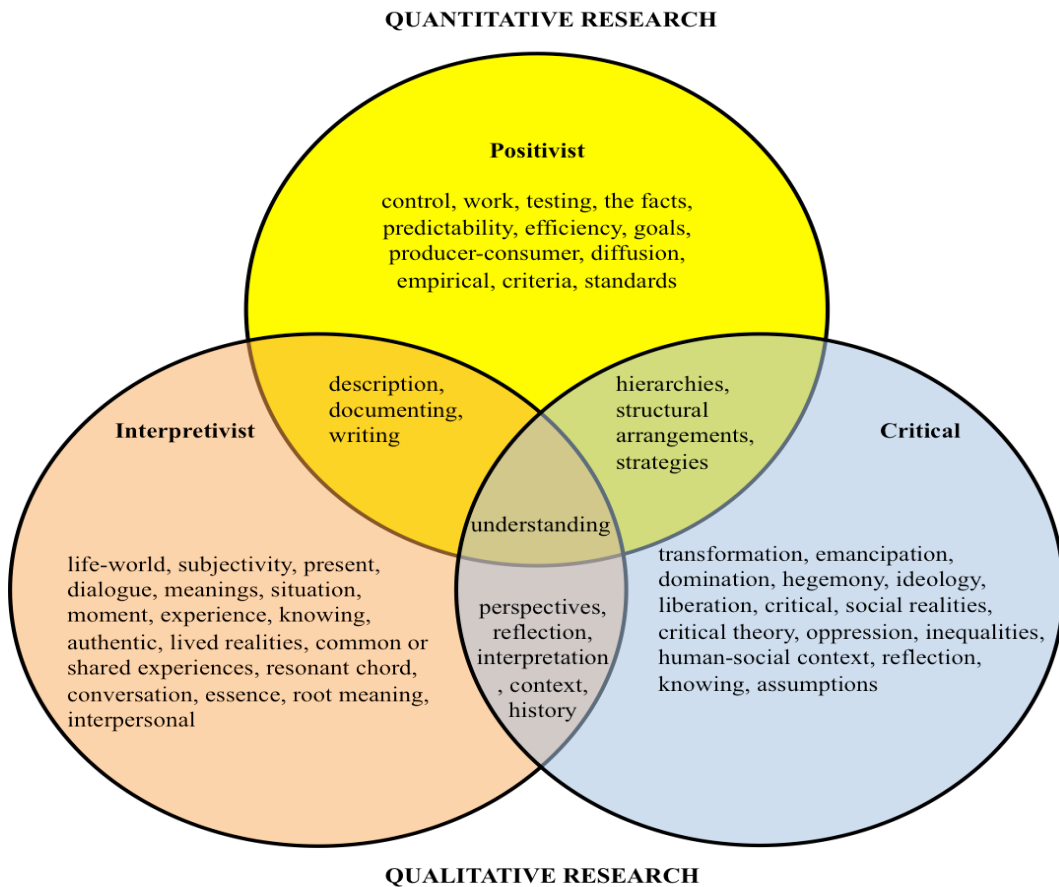 QUANTITATIVE RESEARCH
Positivist
control, work, testing, the facts,
predictability, efficiency, goals,
producer-consumer, diffusion,
empirical, criteria, standards
description,
documenting,
writing
hierarchies,
structural
arrangements,
strategies
Interpretivist
Critical
understanding
life-world, subjectivity, present,
dialogue, meanings, situation,
moment, experience, knowing,
authentic, lived realities, common or
shared experiences, resonant chord,
conversation, essence, root meaning,
interpersonal
perspectives,
reflection,
interpretation
, context,
history
transformation, emancipation,
domination, hegemony, ideology,
liberation, critical, social realities,
critical theory, oppression, inequalities,
human-social context, reflection,
knowing, assumptions
QUALITATIVE RESEARCH